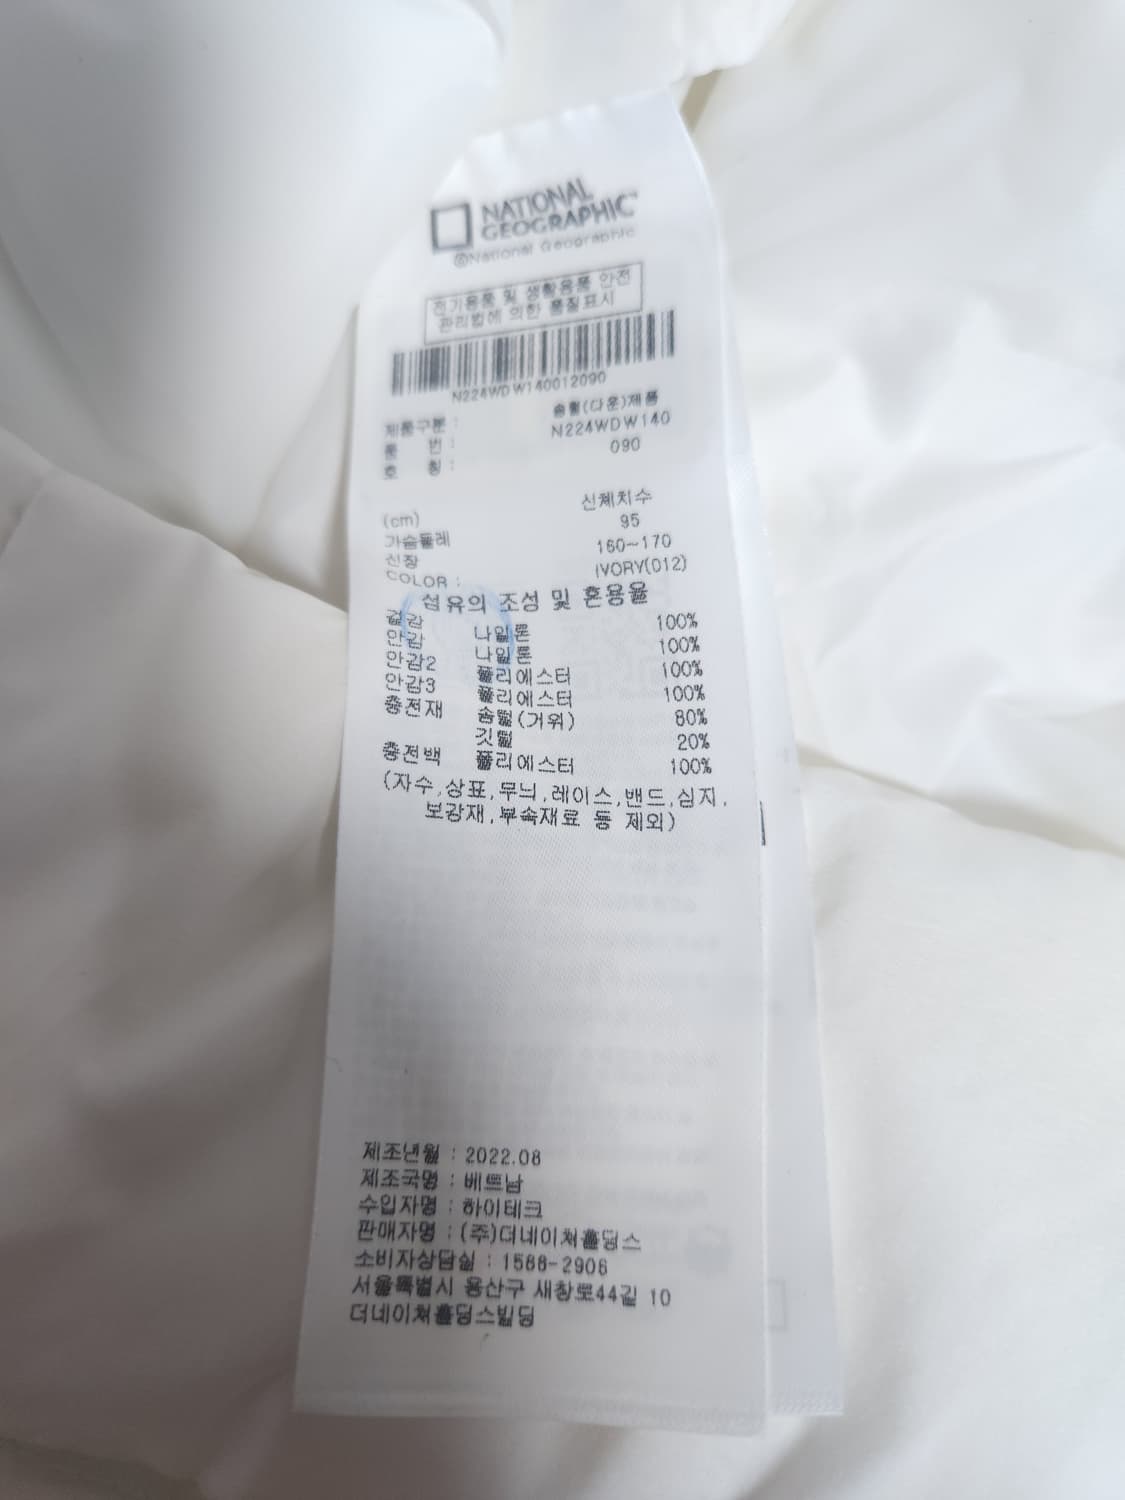 NATIONAL
GEOGRAPHIC
©National Geographic
전기용품 및 생활용품 안전
관리법에 의한 품질표시
N224WDW140012090
제품구분 : 솜털(다운)제품
품 번 : N224WDW140
호 칭 : 090
(cm) 신체치수
가슴둘레 95
신장 160~170
COLOR : IVORY(012)
섬유의 조성 및 혼용율
겉감 나일론 100%
안감 나일론 100%
안감2 폴리에스터 100%
안감3 폴리에스터 100%
충전재 솜털(거위) 80%
깃털 20%
충전백 폴리에스터 100%
(자수,상표,무늬,레이스,밴드,심지,
보강재,부속재료 등 제외)
제조년월 : 2022.08
제조국명 : 베트남
수입자명 : 하이테크
판매자명 : (주)더네이쳐홀딩스
소비자상담실 : 1588-2906
서울특별시 용산구 새창로44길 10
더네이쳐홀딩스빌딩